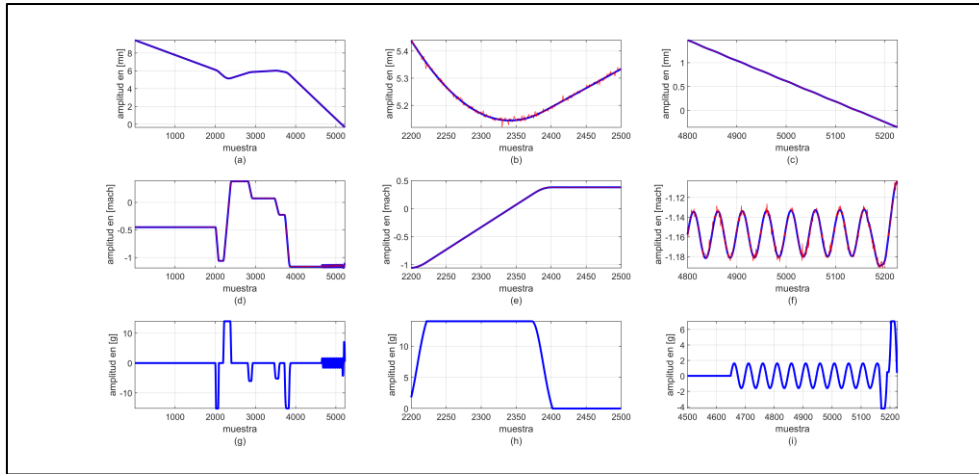 amplitud en [mn]
8
6
4
2
0
1000 2000 3000 4000 5000
muestra
(a)
amplitud en [mn]
5.4
5.3
5.2
2200 2250 2300 2350 2400 2450 2500
muestra
(b)
amplitud en [mn]
1
0
4800 4900 5000 5100 5200
muestra
(c)
amplitud en [mach]
0
-0.5
-1
1000 2000 3000 4000 5000
muestra
(d)
amplitud en [mach]
0.5
0
-0.5
-1
2200 2250 2300 2350 2400 2450 2500
muestra
(e)
amplitud en [mach]
-1.12
-1.14
-1.16
-1.18
4800 4900 5000 5100 5200
muestra
(f)
amplitud en [g]
10
0
-10
1000 2000 3000 4000 5000
muestra
(g)
amplitud en [g]
10
5
0
2200 2250 2300 2350 2400 2450 2500
muestra
(h)
amplitud en [g]
6
4
2
0
-2
-4
4500 4600 4700 4800 4900 5000 5100 5200
muestra
(i)